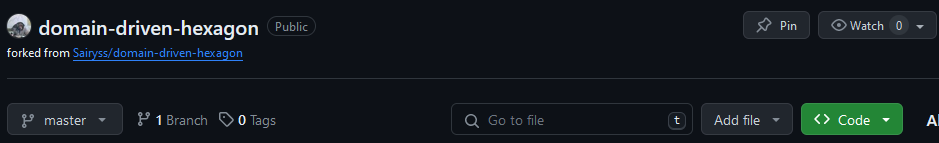 domain-driven-hexagon Public Pin Watch 0
forked from Sairyss/domain-driven-hexagon
master 1 Branch 0 Tags Go to file t Add file Code